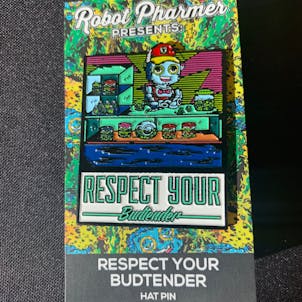 Robot Pharmer
PRESENTS:
RESPECT YOUR
Budtender
RESPECT YOUR
BUDTENDER
HAT PIN